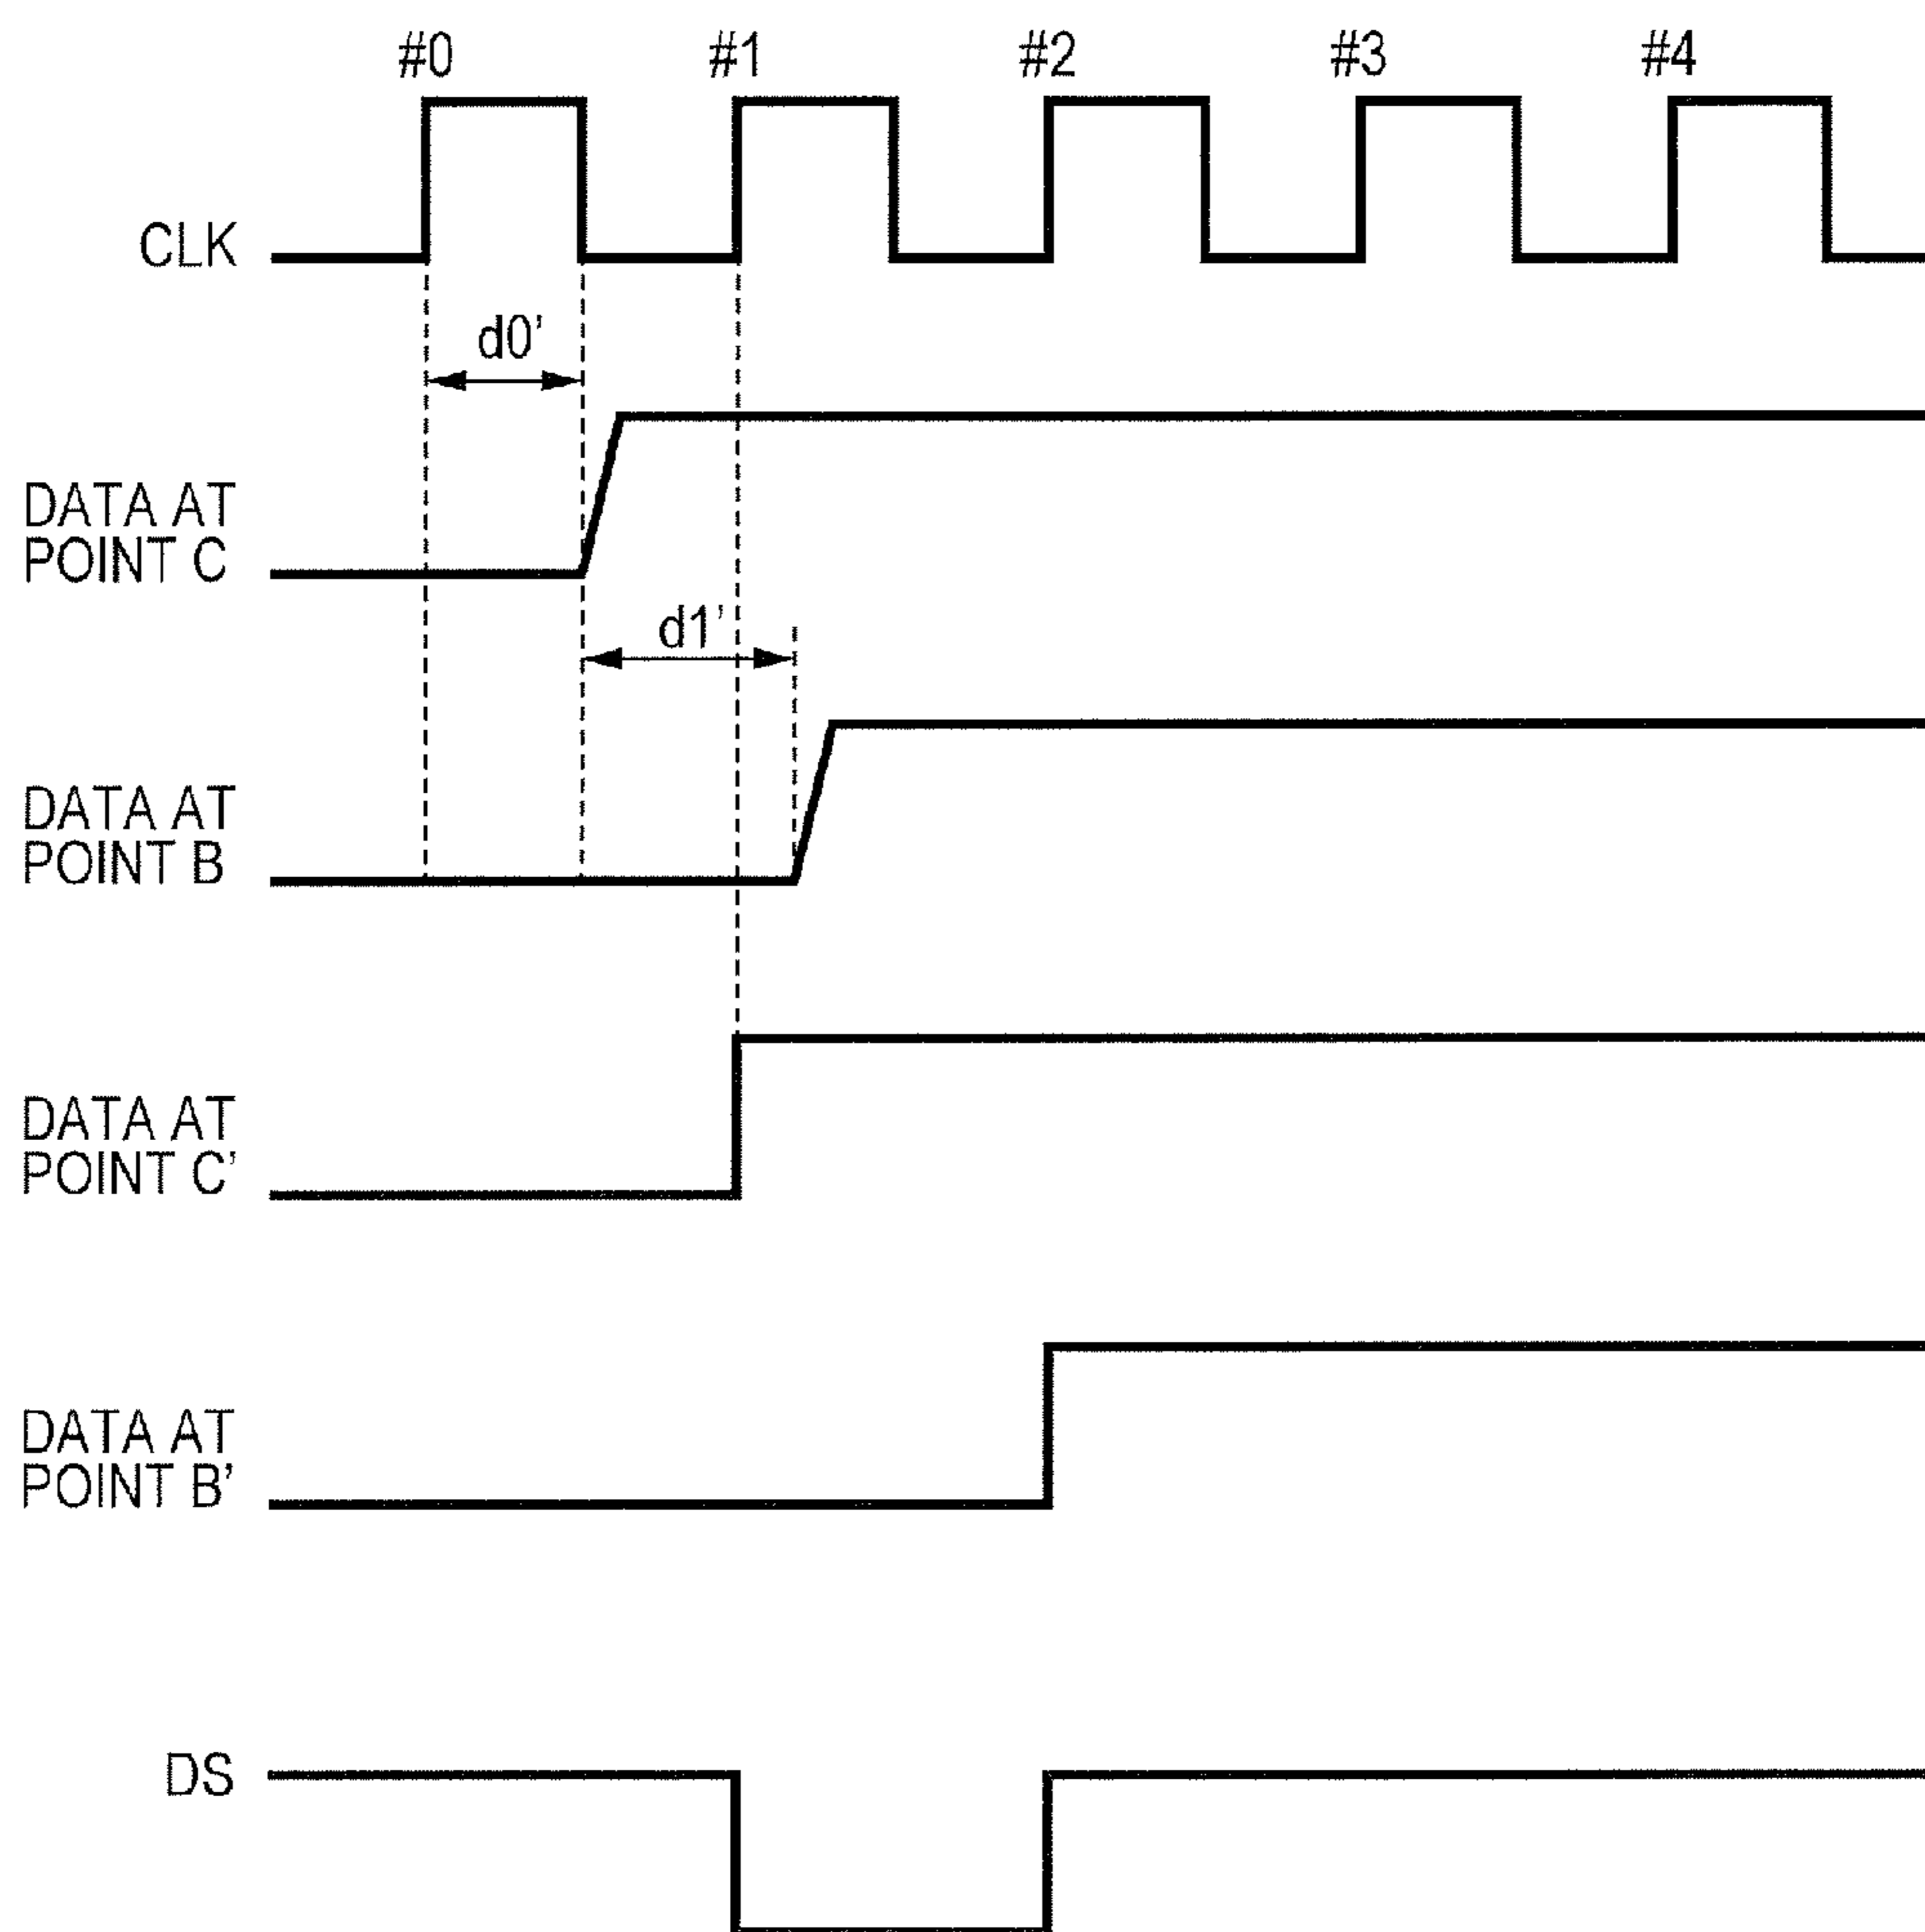 #0 #1 #2 #3 #4
CLK
d0'
DATA AT
POINT C
d1'
DATA AT
POINT B
DATA AT
POINT C'
DATA AT
POINT B'
DS